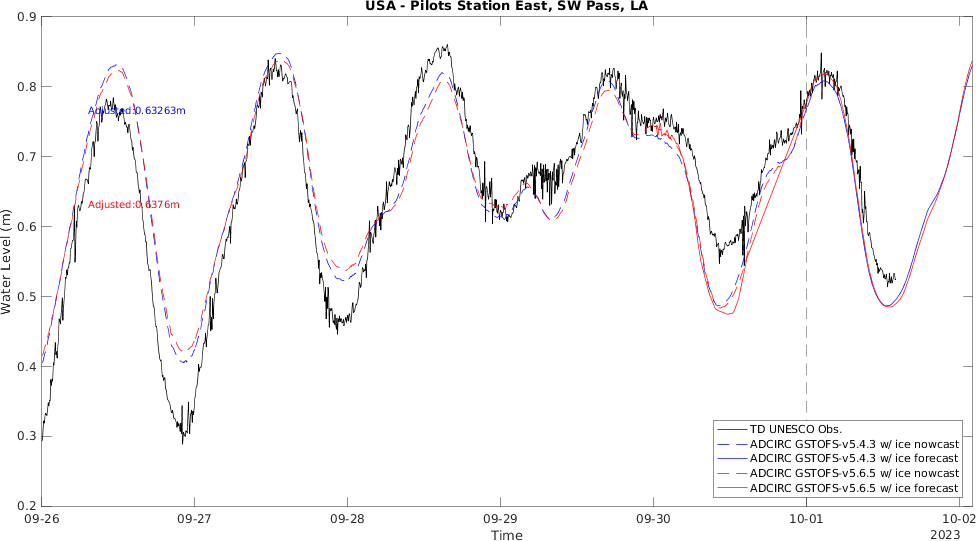 USA - Pilots Station East, SW Pass, LA
0.9
0.8
0.7
0.6
0.5
0.4
0.3
0.2
Water Level (m)
Adjusted:0.63263m
Adjusted:0.6376m
TD UNESCO Obs.
ADCIRC GSTOFS-v5.4.3 w/ ice nowcast
ADCIRC GSTOFS-v5.4.3 w/ ice forecast
ADCIRC GSTOFS-v5.6.5 w/ ice nowcast
ADCIRC GSTOFS-v5.6.5 w/ ice forecast
09-26 09-27 09-28 09-29 09-30 10-01 10-02
Time
2023